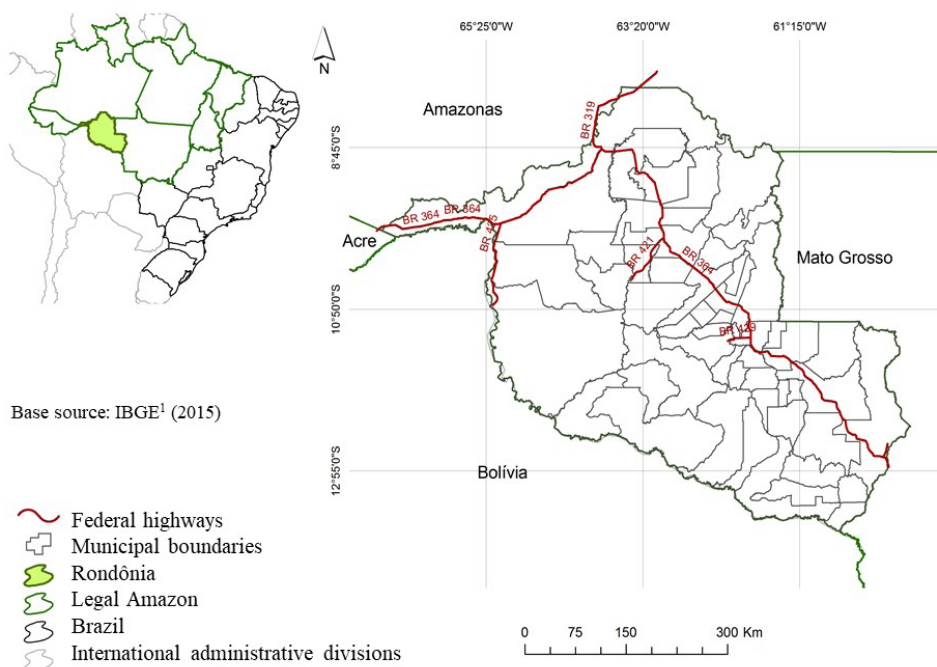 65°25'0"W
63°20'0"W
61°15'0"W
N
Amazonas
BR 319
8°45'0"S
BR 364
BR 364
BR 425
Acre
BR 421
BR 364
Mato Grosso
10°50'0"S
BR 429
Base source: IBGE¹ (2015)
Bolívia
12°55'0"S
Federal highways
Municipal boundaries
Rondônia
Legal Amazon
Brazil
International administrative divisions
0 75 150 300 Km